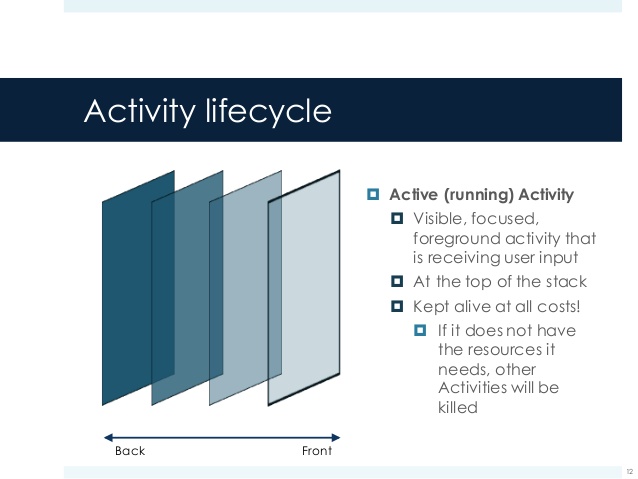 Activity lifecycle
Active (running) Activity
Visible, focused,
foreground activity that
is receiving user input
At the top of the stack
Kept alive at all costs!
If it does not have
the resources it
needs, other
Activities will be
killed
Back
Front
12